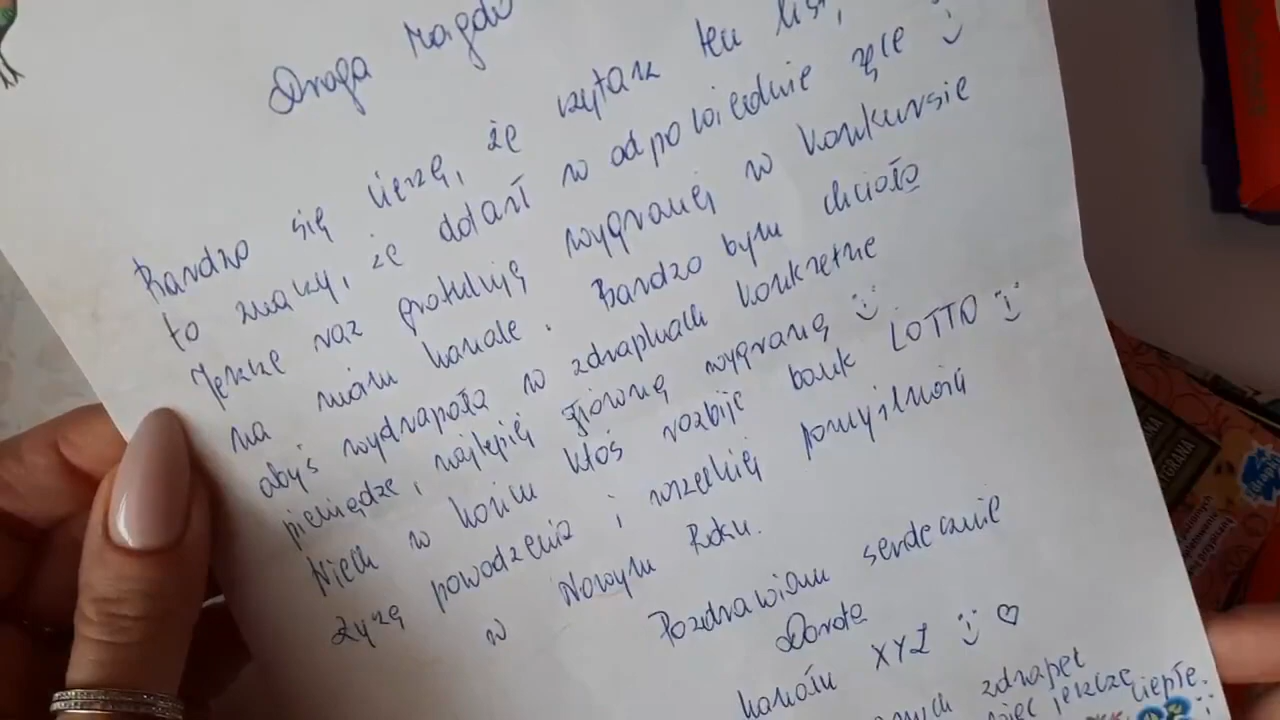 Droga Magdo
Bardzo się cieszę, że czytasz ten list,
to znaczy, że dotarł w odpowiednie ręce :)
Jeszcze raz gratuluję wygranej w konkursie
na moim kanale. Bardzo bym chciała
abyś wydrapała w zdrapkach konkretne
pieniądze, najlepiej główną wygraną :)
Niech w końcu ktoś rozbije bank LOTTO :)
Życzę powodzenia i wszelkiej pomyślności
w Nowym Roku.
Pozdrawiam serdecznie
Dorota
kanału XYZ :) ♡
zdrapek
więc jeszcze ciepłe.